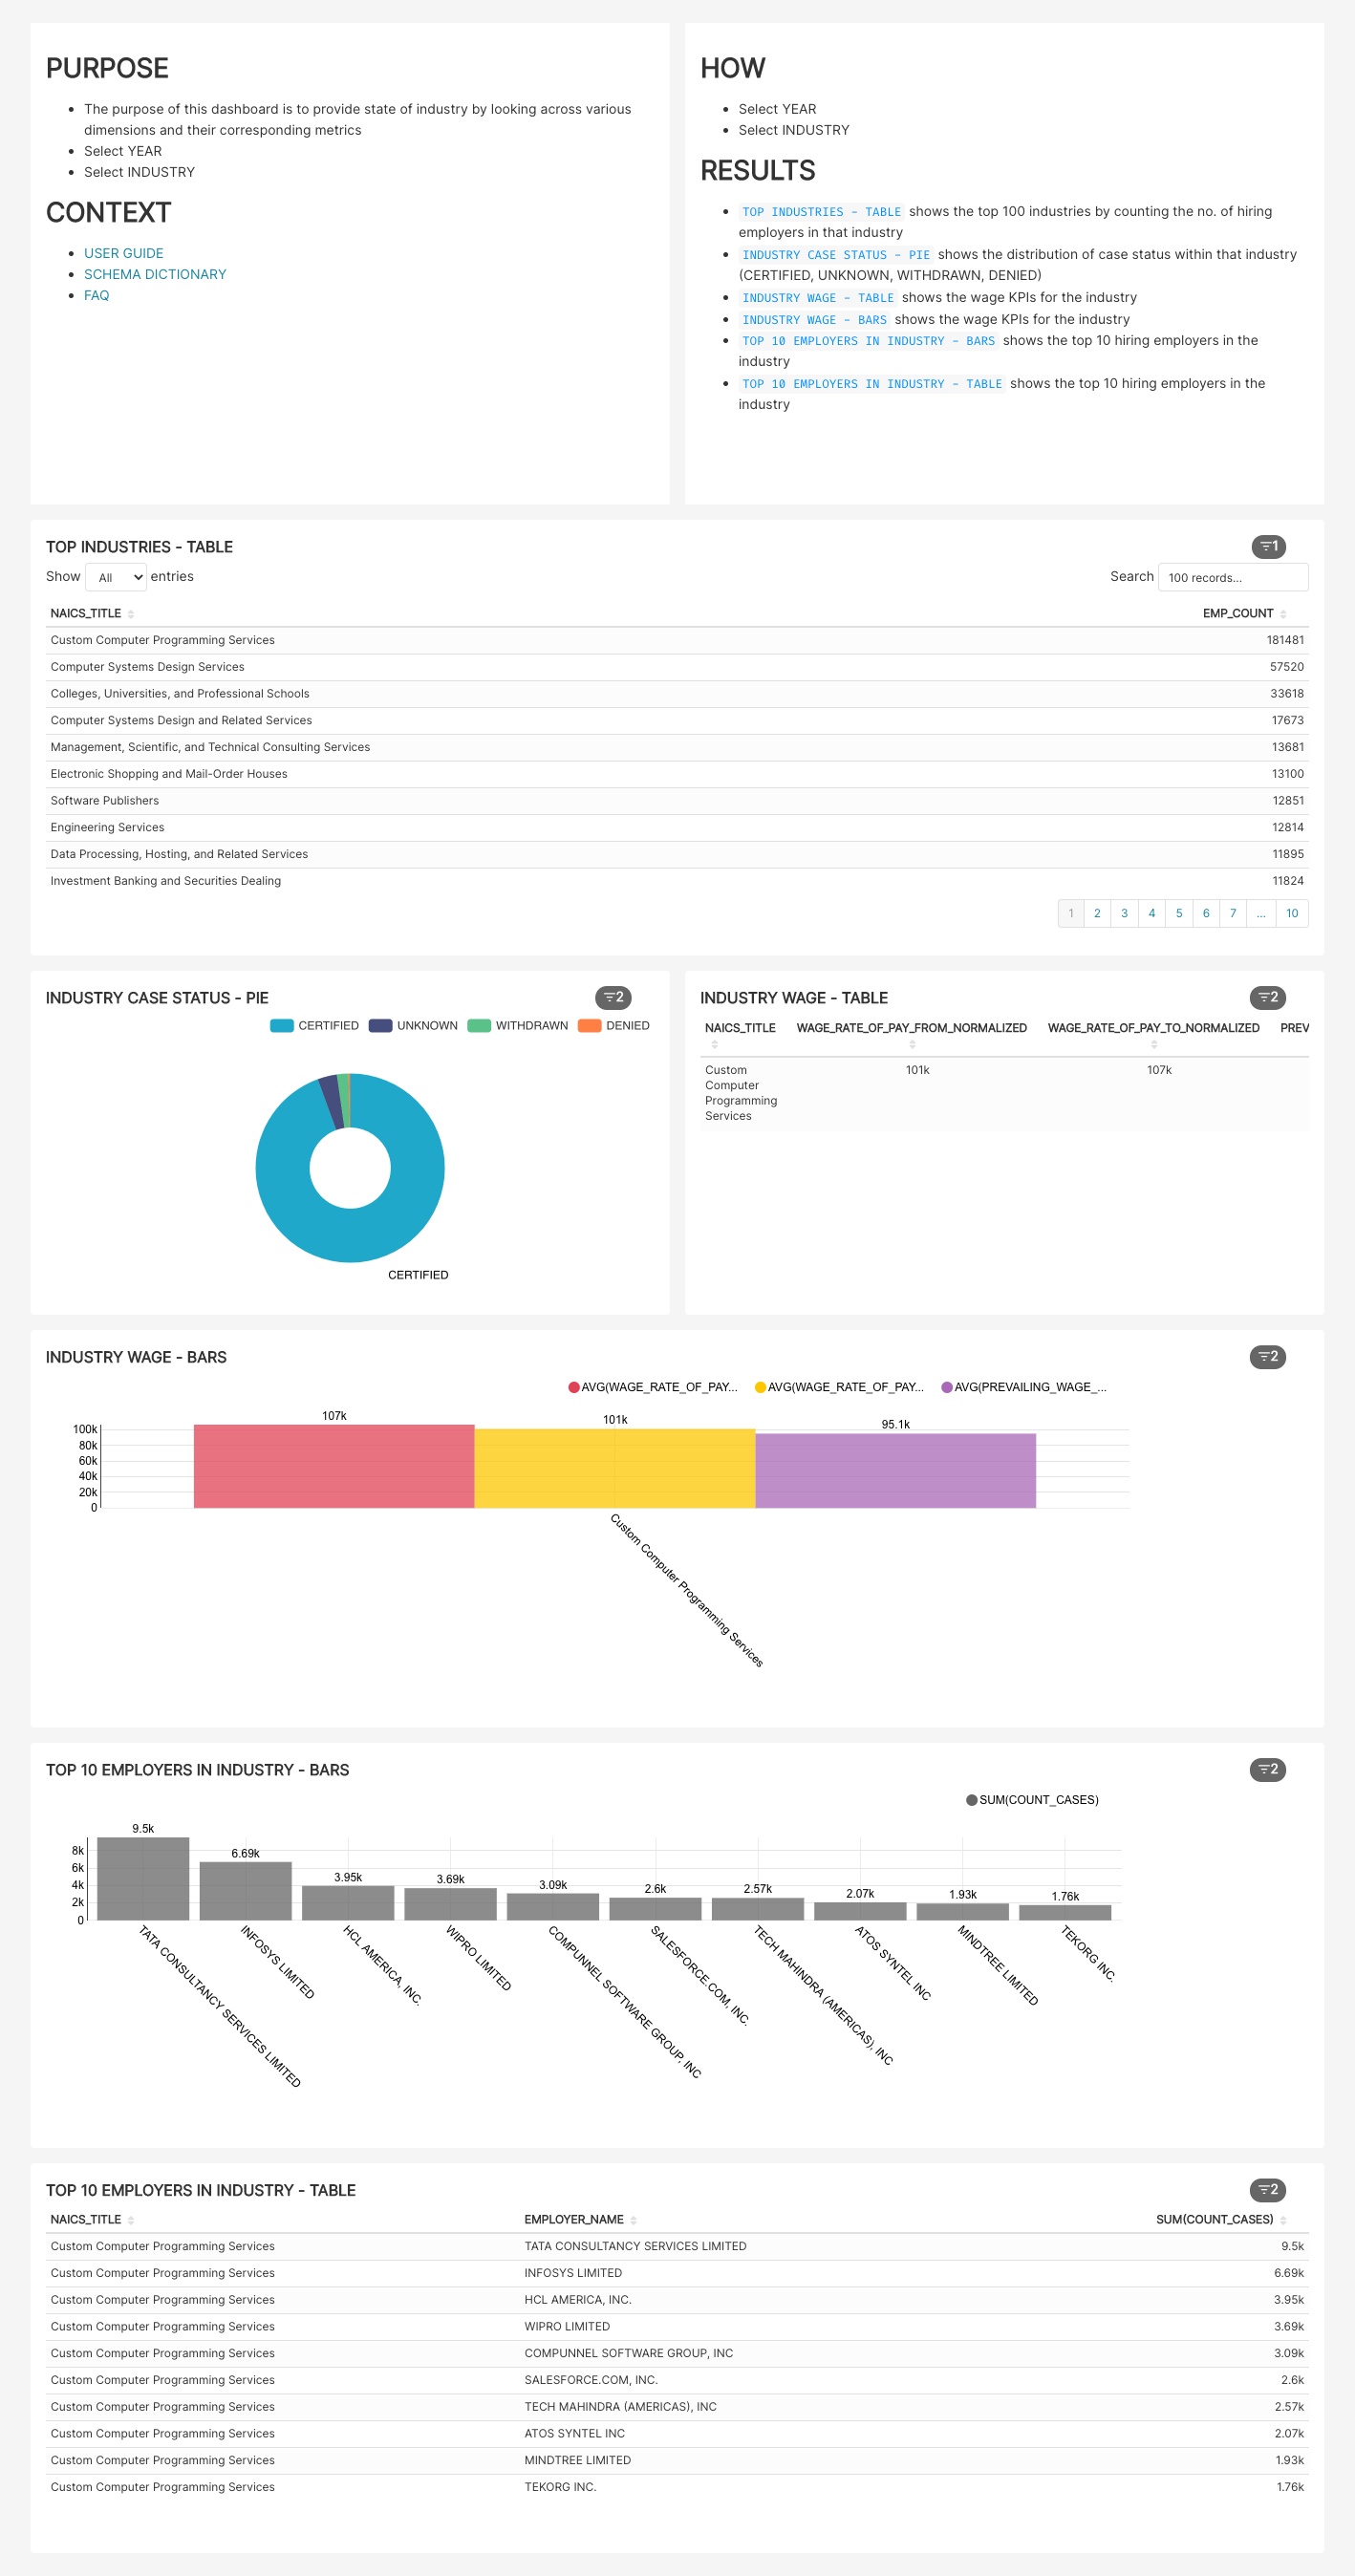 PURPOSE
The purpose of this dashboard is to provide state of industry by looking across various
dimensions and their corresponding metrics
Select YEAR
Select INDUSTRY
CONTEXT
USER GUIDE
SCHEMA DICTIONARY
FAQ
HOW
Select YEAR
Select INDUSTRY
RESULTS
TOP INDUSTRIES - TABLE shows the top 100 industries by counting the no. of hiring
employers in that industry
INDUSTRY CASE STATUS - PIE shows the distribution of case status within that industry
(CERTIFIED, UNKNOWN, WITHDRAWN, DENIED)
INDUSTRY WAGE - TABLE shows the wage KPIs for the industry
INDUSTRY WAGE - BARS shows the wage KPIs for the industry
TOP 10 EMPLOYERS IN INDUSTRY - BARS shows the top 10 hiring employers in the
industry
TOP 10 EMPLOYERS IN INDUSTRY - TABLE shows the top 10 hiring employers in the
industry
TOP INDUSTRIES - TABLE 1
Show All entries Search 100 records...
NAICS_TITLE EMP_COUNT
Custom Computer Programming Services 181481
Computer Systems Design Services 57520
Colleges, Universities, and Professional Schools 33618
Computer Systems Design and Related Services 17673
Management, Scientific, and Technical Consulting Services 13681
Electronic Shopping and Mail-Order Houses 13100
Software Publishers 12851
Engineering Services 12814
Data Processing, Hosting, and Related Services 11895
Investment Banking and Securities Dealing 11824
1 2 3 4 5 6 7 ... 10
INDUSTRY CASE STATUS - PIE 2
CERTIFIED UNKNOWN WITHDRAWN DENIED
CERTIFIED
INDUSTRY WAGE - TABLE 2
NAICS_TITLE WAGE_RATE_OF_PAY_FROM_NORMALIZED WAGE_RATE_OF_PAY_TO_NORMALIZED PREV
Custom 101k 107k
Computer
Programming
Services
INDUSTRY WAGE - BARS 2
AVG(WAGE_RATE_OF_PAY... AVG(WAGE_RATE_OF_PAY... AVG(PREVAILING_WAGE_...
107k 101k 95.1k
100k
80k
60k
40k
20k
0
Custom Computer Programming Services
TOP 10 EMPLOYERS IN INDUSTRY - BARS 2
SUM(COUNT_CASES)
9.5k 6.69k 3.95k 3.69k 3.09k 2.6k 2.57k 2.07k 1.93k 1.76k
8k
6k
4k
2k
0
TATA CONSULTANCY SERVICES LIMITED
INFOSYS LIMITED
HCL AMERICA, INC.
WIPRO LIMITED
COMPUNNEL SOFTWARE GROUP, INC
SALESFORCE.COM, INC.
TECH MAHINDRA (AMERICAS), INC
ATOS SYNTEL INC
MINDTREE LIMITED
TEKORG INC.
TOP 10 EMPLOYERS IN INDUSTRY - TABLE 2
NAICS_TITLE EMPLOYER_NAME SUM(COUNT_CASES)
Custom Computer Programming Services TATA CONSULTANCY SERVICES LIMITED 9.5k
Custom Computer Programming Services INFOSYS LIMITED 6.69k
Custom Computer Programming Services HCL AMERICA, INC. 3.95k
Custom Computer Programming Services WIPRO LIMITED 3.69k
Custom Computer Programming Services COMPUNNEL SOFTWARE GROUP, INC 3.09k
Custom Computer Programming Services SALESFORCE.COM, INC. 2.6k
Custom Computer Programming Services TECH MAHINDRA (AMERICAS), INC 2.57k
Custom Computer Programming Services ATOS SYNTEL INC 2.07k
Custom Computer Programming Services MINDTREE LIMITED 1.93k
Custom Computer Programming Services TEKORG INC. 1.76k